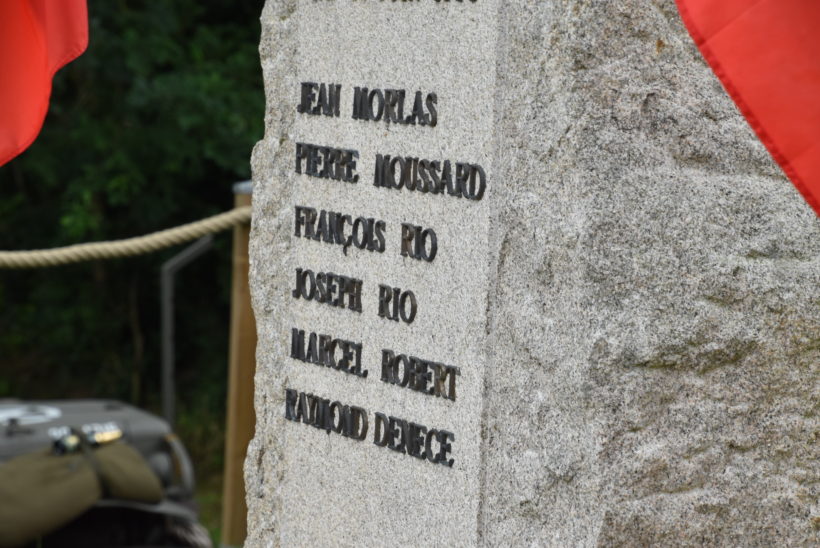 JEAN MORLAS
PIERRE MOUSSARD
FRANÇOIS RIO
JOSEPH RIO
MARCEL ROBERT
RAYMOND DENECE